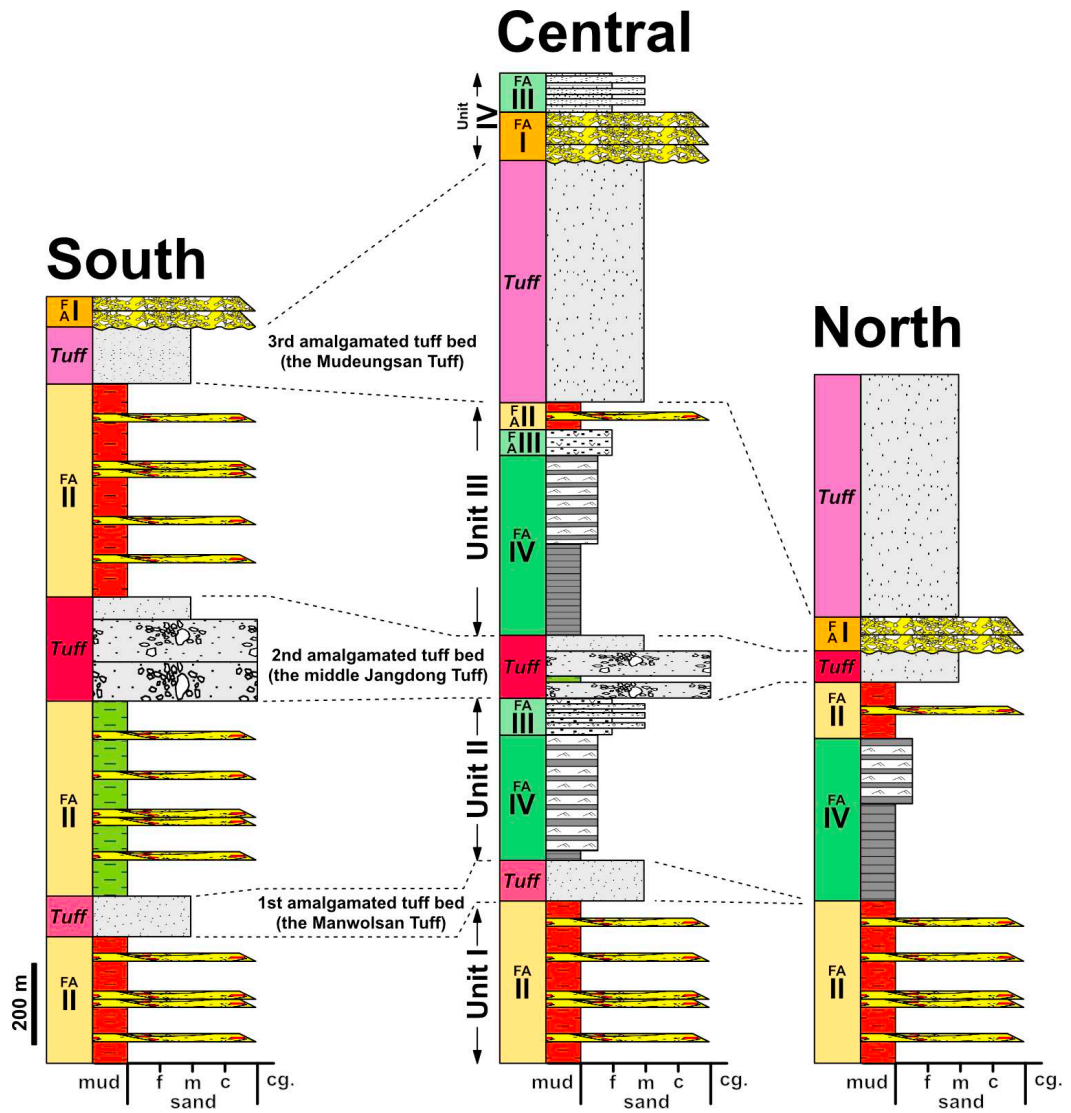 Central
South
North
Unit
IV
FA
III
FA
I
Tuff
FA
II
FA
III
FA
IV
Tuff
FA
III
FA
IV
Tuff
FA
II
Unit III
Unit II
Unit I
FA
I
Tuff
FA
II
Tuff
FA
II
Tuff
FA
II
3rd amalgamated tuff bed
(the Mudeungsan Tuff)
2nd amalgamated tuff bed
(the middle Jangdong Tuff)
1st amalgamated tuff bed
(the Manwolsan Tuff)
Tuff
FA
I
Tuff
FA
II
FA
IV
FA
II
200 m
mud f m c cg.
sand
mud f m c cg.
sand
mud f m c cg.
sand